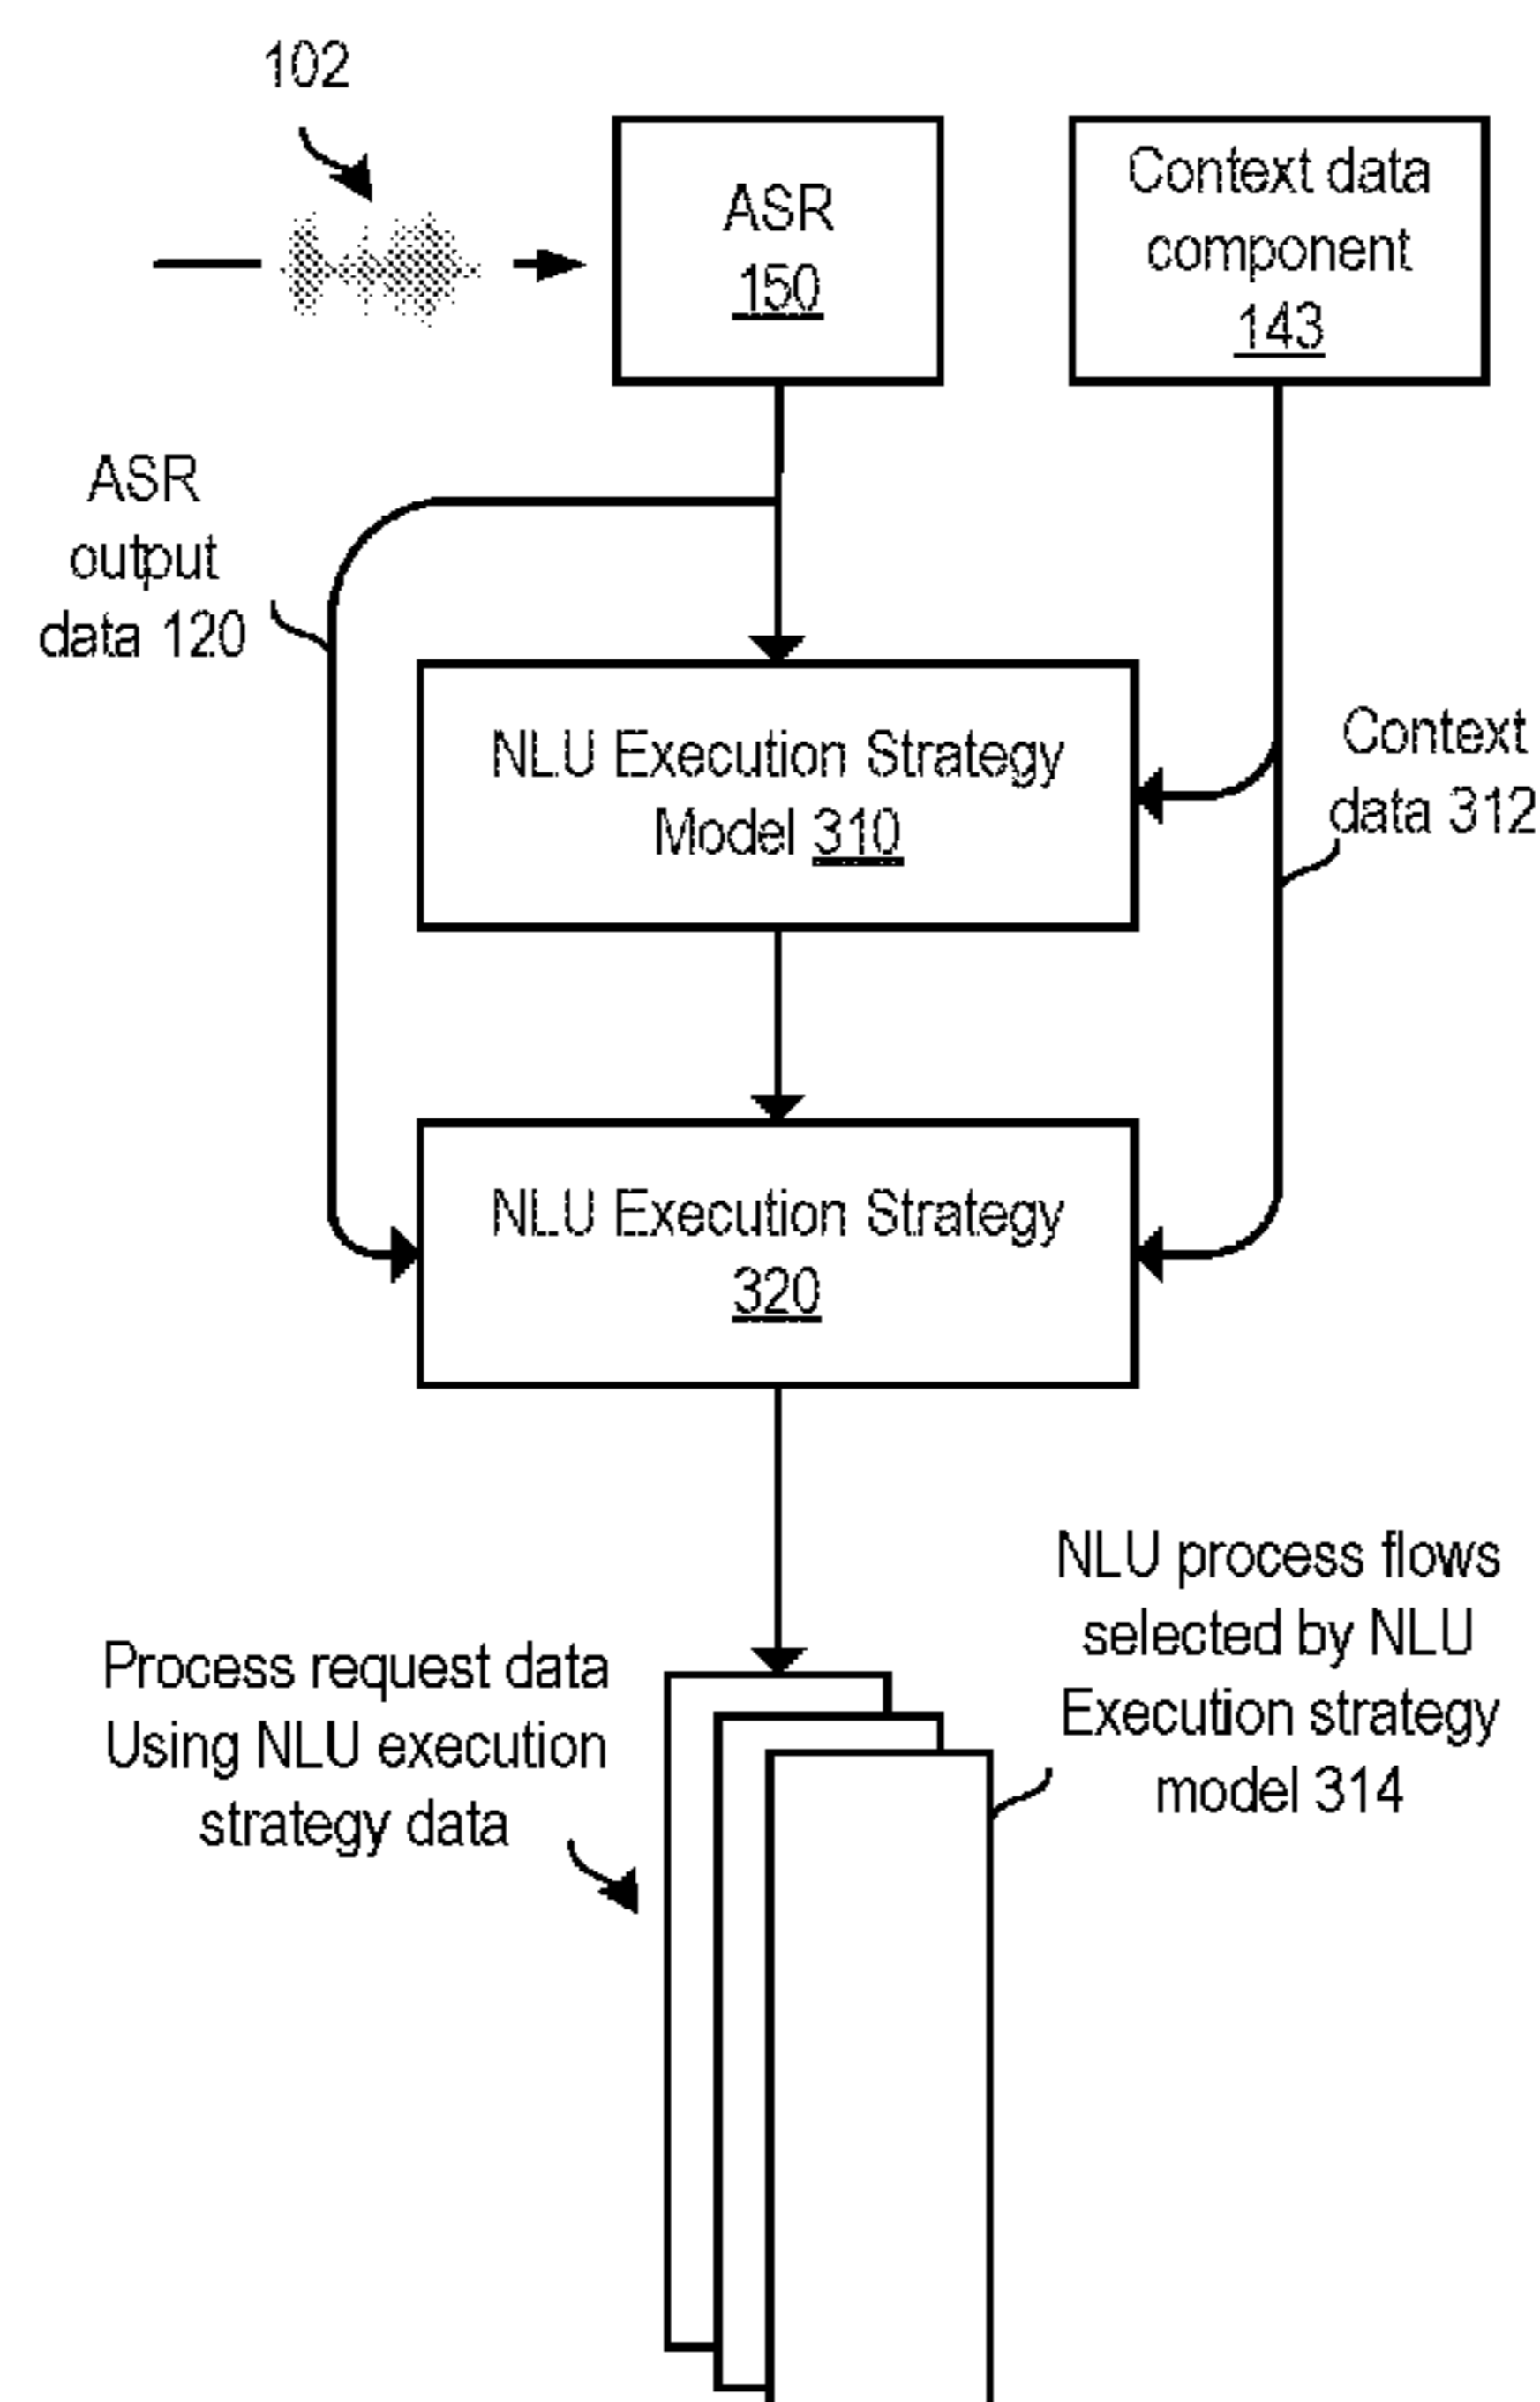 102
ASR
150
Context data
component
143
ASR
output
data 120
NLU Execution Strategy
Model 310
Context
data 312
NLU Execution Strategy
320
NLU process flows
selected by NLU
Execution strategy
model 314
Process request data
Using NLU execution
strategy data